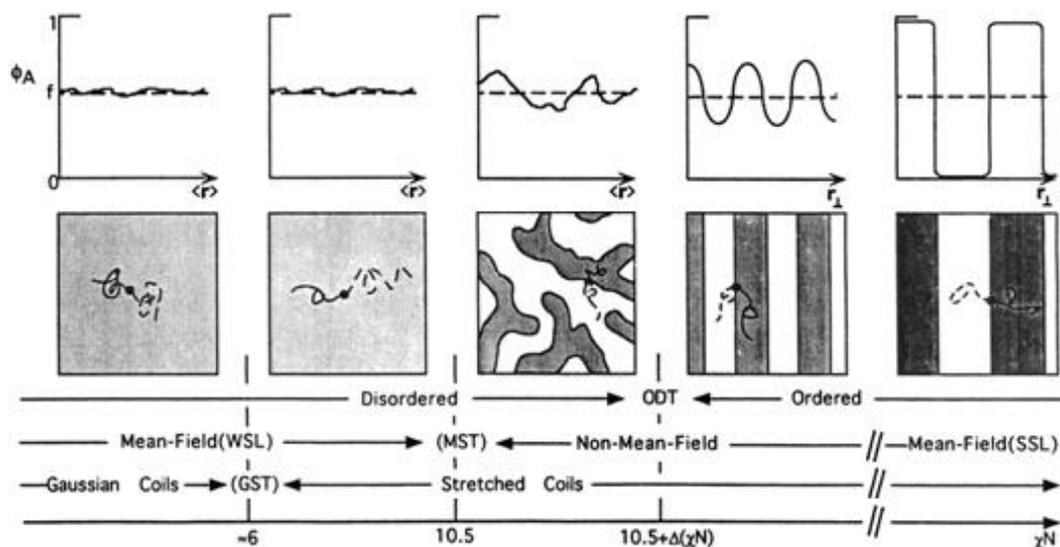 1
ϕA
f
0
⟨r⟩
⟨r⟩
⟨r⟩
r⊥
r⊥
Disordered ODT Ordered
Mean-Field(WSL) (MST) Non-Mean-Field Mean-Field(SSL)
Gaussian Coils (GST) Stretched Coils
≈6 10.5 10.5+Δ(χN) χN